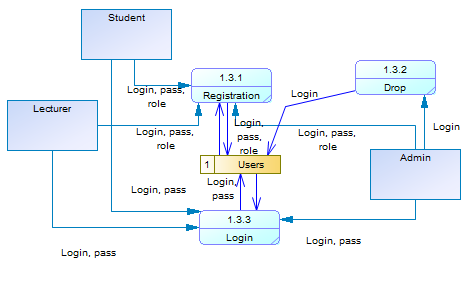 Student
1.3.1
Registration
1.3.2
Drop
Login
Login, pass,
role
Lecturer
Login, pass,
role
Login,
pass,
role
Login, pass,
role
Login
Admin
1 Users
Login,
pass
Login, pass
1.3.3
Login
Login, pass
Login, pass